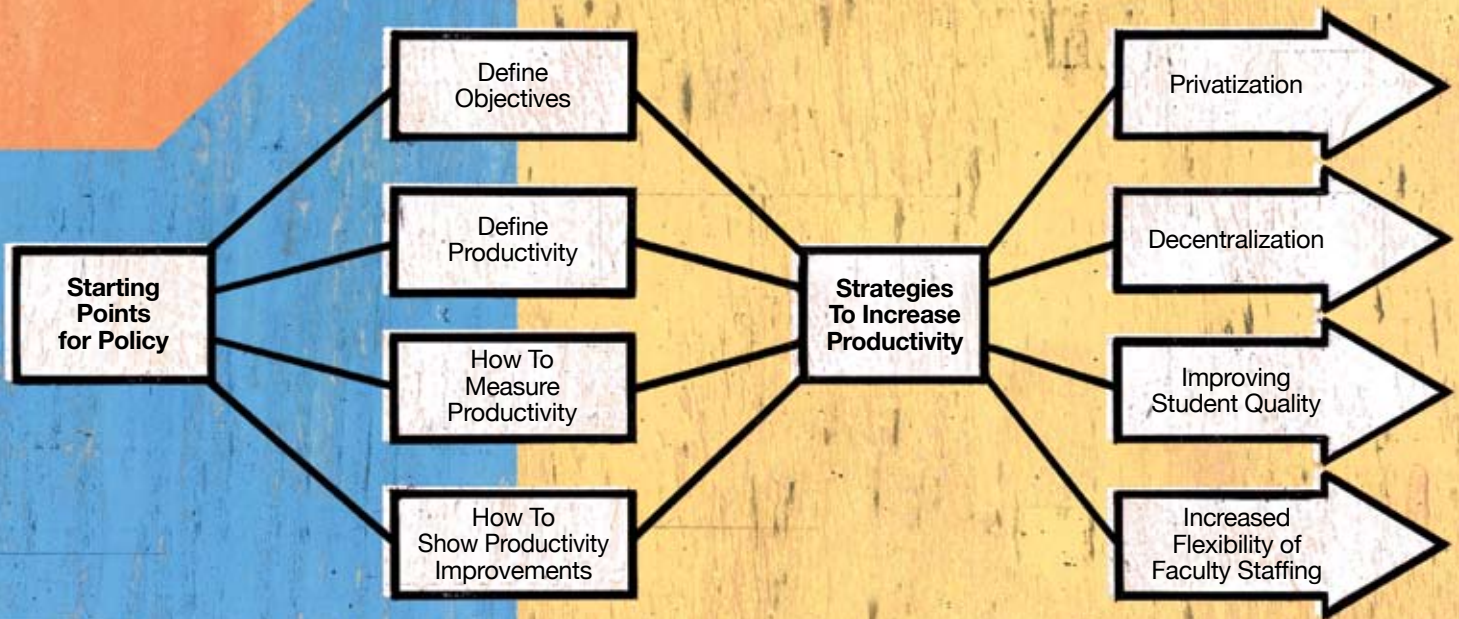 Starting
Points
for Policy
Define
Objectives
Define
Productivity
How To
Measure
Productivity
How To
Show Productivity
Improvements
Strategies
To Increase
Productivity
Privatization
Decentralization
Improving
Student Quality
Increased
Flexibility of
Faculty Staffing